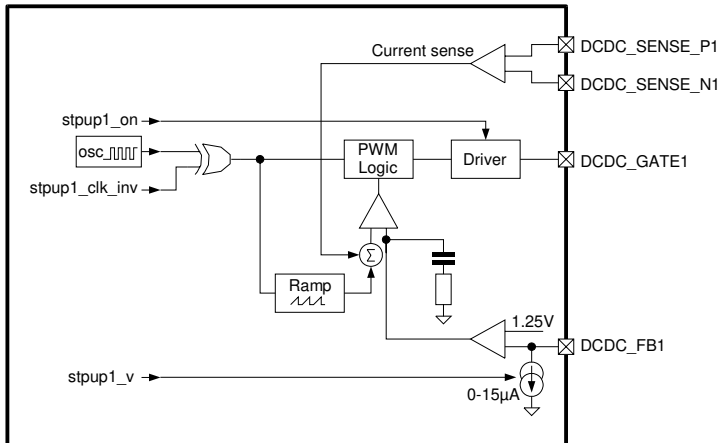 DCDC_SENSE_P1
Current sense
DCDC_SENSE_N1
stpup1_on
osc
PWM
Logic
Driver
DCDC_GATE1
stpup1_clk_inv
Σ
Ramp
1.25V
DCDC_FB1
stpup1_v
0-15µA